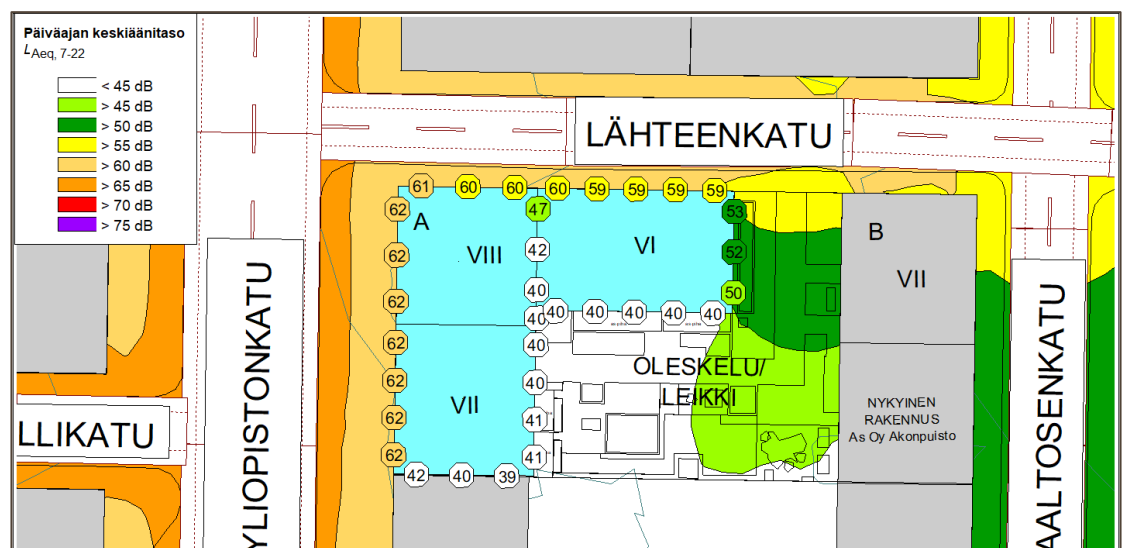 Päiväajan keskiäänitaso
LAeq, 7-22
< 45 dB
> 45 dB
> 50 dB
> 55 dB
> 60 dB
> 65 dB
> 70 dB
> 75 dB
LÄHTEENKATU
61
60
60
60
59
59
59
59
62
47
53
A
B
62
42
VIII
VI
52
VII
62
40
50
40
40
40
40
40
40
62
40
OLESKELU/
LEIKKI
62
40
VII
NYKYINEN
RAKENNUS
As Oy Akonpuisto
62
41
LLIKATU
62
41
42
40
39
YLIOPISTONKATU
AALTOSENKATU